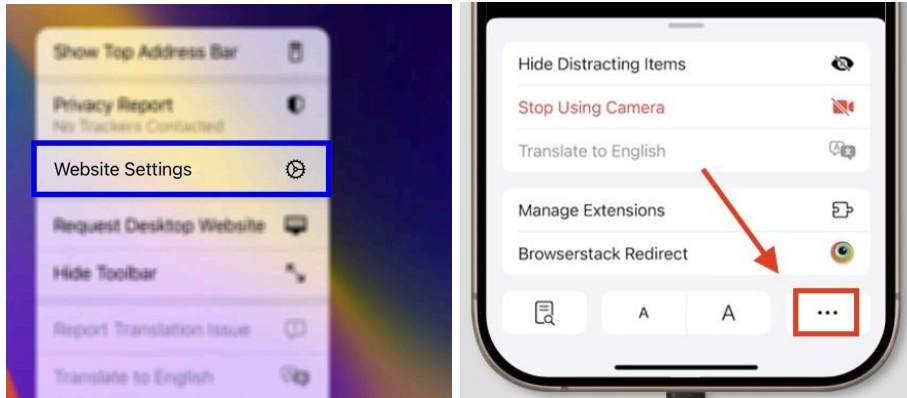 Show Top Address Bar
Privacy Report
No Trackers Contacted
Website Settings
Request Desktop Website
Hide Toolbar
Report Translation Issue
Translate to English
Hide Distracting Items
Stop Using Camera
Translate to English
Manage Extensions
Browserstack Redirect
A A